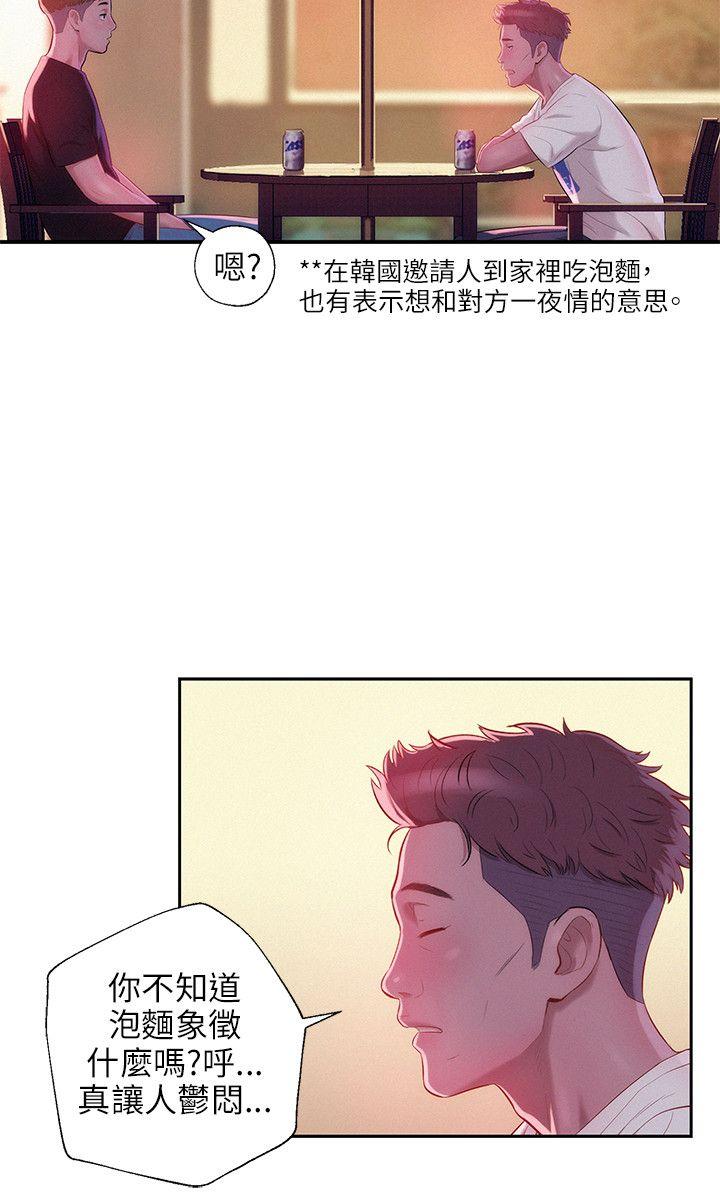 嗯?
**在韓國邀請人到家裡吃泡麵，
也有表示想和對方一夜情的意思。
你不知道
泡麵象徵
什麼嗎?呼...
真讓人鬱悶...